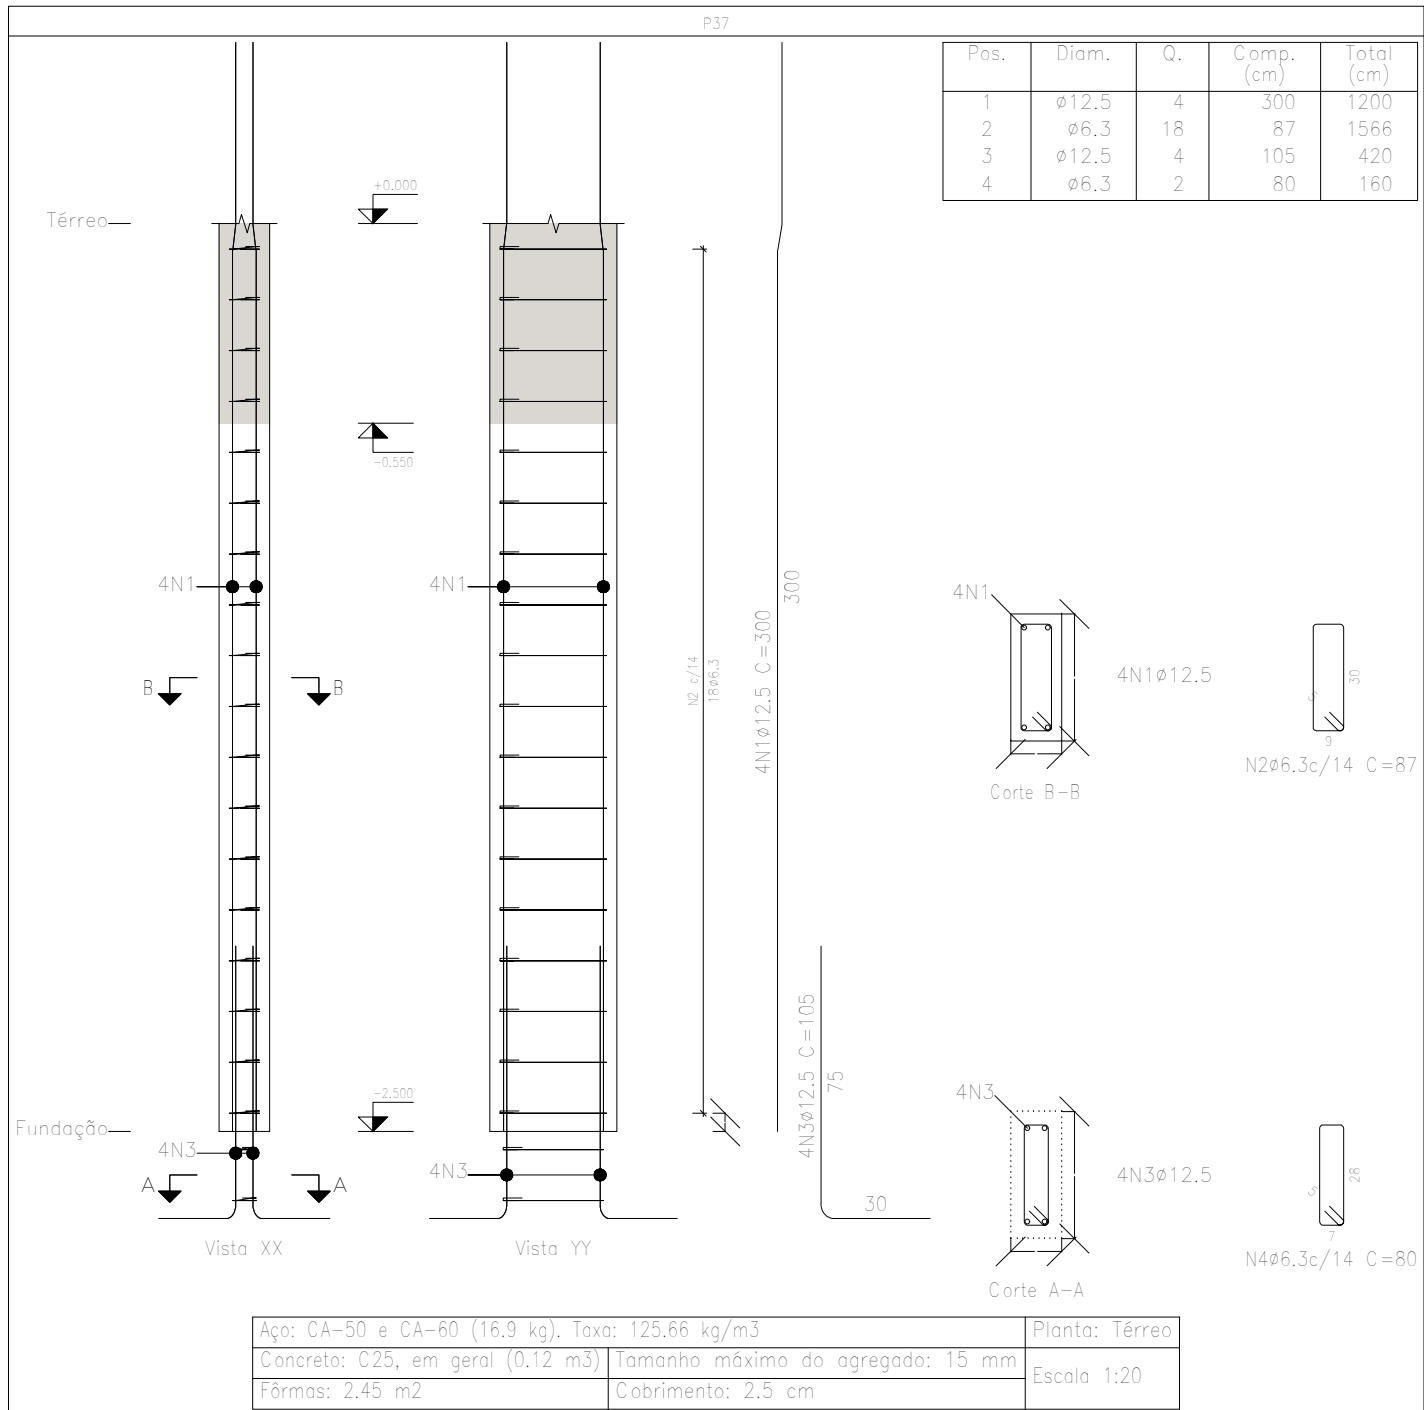 P37
Pos. Diam. Q. Comp. (cm) Total (cm)
1 ø12.5 4 300 1200
2 ø6.3 18 87 1566
3 ø12.5 4 105 420
4 ø6.3 2 80 160
+0.000
Térreo
-0.550
4N1
4N1
N2 c/14
18ø6.3
4N1ø12.5 C=300
300
4N1
4N1ø12.5
30
5
9
N2ø6.3c/14 C=87
Corte B-B
B
B
-2.500
Fundação
4N3
4N3
A
A
Vista XX
Vista YY
4N3ø12.5 C=105
75
30
4N3
4N3ø12.5
28
5
7
N4ø6.3c/14 C=80
Corte A-A
Aço: CA-50 e CA-60 (16.9 kg). Taxa: 125.66 kg/m3
Planta: Térreo
Concreto: C25, em geral (0.12 m3)
Tamanho máximo do agregado: 15 mm
Escala 1:20
Fôrmas: 2.45 m2
Cobrimento: 2.5 cm